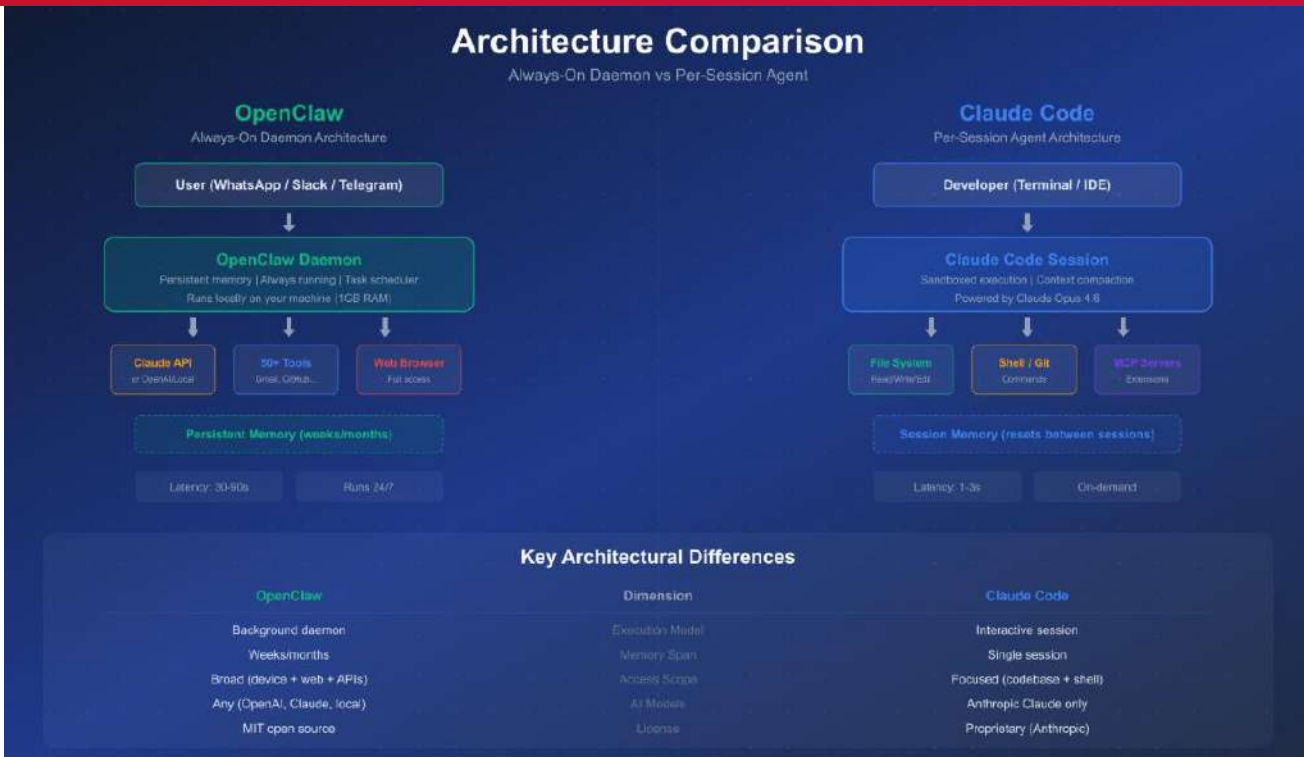 Architecture Comparison
Always-On Daemon vs Per-Session Agent
OpenClaw
Always-On Daemon Architecture
User (WhatsApp / Slack / Telegram)
OpenClaw Daemon
Persistent memory | Always running | Task scheduler
Runs locally on your machine (1GB RAM)
Claude API
or OpenAI/Local
50+ Tools
Gmail, GitHub...
Web Browser
Full access
Persistent Memory (weeks/months)
Latency: 30-90s
Runs 24/7
Claude Code
Per-Session Agent Architecture
Developer (Terminal / IDE)
Claude Code Session
Sandboxed execution | Context compaction
Powered by Claude Opus 4.6
File System
Read/Write/Edit
Shell / Git
Commands
MCP Servers
Extensions
Session Memory (resets between sessions)
Latency: 1-3s
On-demand
Key Architectural Differences
OpenClaw Dimension Claude Code
Background daemon Execution Model Interactive session
Weeks/months Memory Span Single session
Broad (device + web + APIs) Access Scope Focused (codebase + shell)
Any (OpenAI, Claude, local) AI Models Anthropic Claude only
MIT open source License Proprietary (Anthropic)